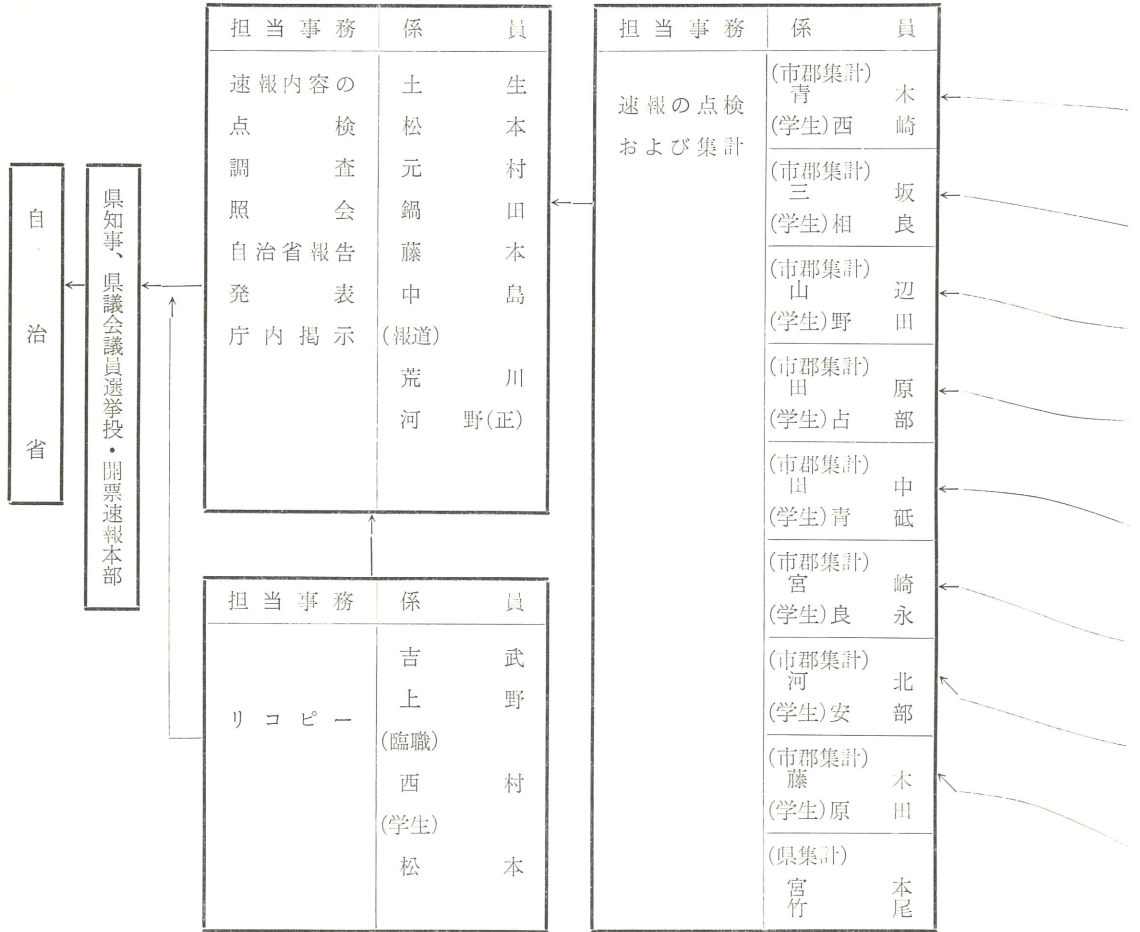 自治省
県知事、県議会議員選挙投・開票速報本部
担当事務 係員
速報内容の 土生
点検 松本
調査 元村
照会 鍋田
自治省報告 藤本
発表 中島
庁内掲示 (報道)
荒川
河野(正)
担当事務 係員
吉武
上野
リコピー
(臨職)
西村
(学生)
松本
担当事務 係員
速報の点検
および集計
(市郡集計)
青木
(学生)西崎
(市郡集計)
三坂
(学生)相良
(市郡集計)
山辺
(学生)野田
(市郡集計)
田原
(学生)占部
(市郡集計)
田中
(学生)青砥
(市郡集計)
宮崎
(学生)良永
(市郡集計)
河北
(学生)安部
(市郡集計)
藤木
(学生)原田
(県集計)
宮本
竹尾